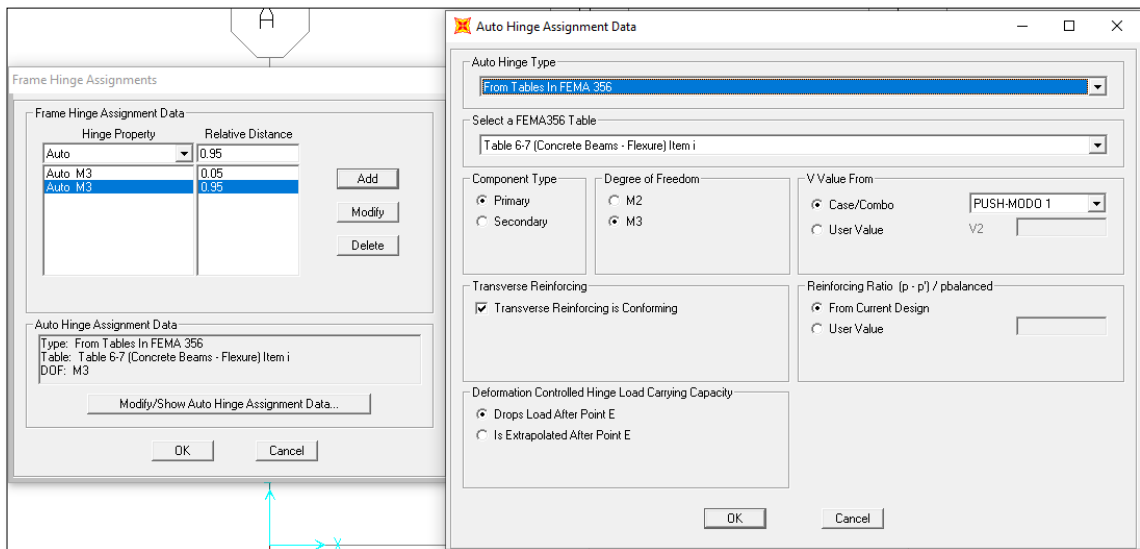 A
Frame Hinge Assignments
Frame Hinge Assignment Data
Hinge Property Relative Distance
Auto 0.95
Auto M3 0.05
Auto M3 0.95
Add
Modify
Delete
Auto Hinge Assignment Data
Type: From Tables In FEMA 356
Table: Table 6-7 (Concrete Beams - Flexure) Item i
DOF: M3
Modify/Show Auto Hinge Assignment Data...
OK Cancel
X
Auto Hinge Assignment Data
Auto Hinge Type
From Tables In FEMA 356
Select a FEMA356 Table
Table 6-7 (Concrete Beams - Flexure) Item i
Component Type
Primary
Secondary
Degree of Freedom
M2
M3
V Value From
Case/Combo PUSH-MODO 1
User Value V2
Transverse Reinforcing
Transverse Reinforcing is Conforming
Reinforcing Ratio (p - p') / pbalanced
From Current Design
User Value
Deformation Controlled Hinge Load Carrying Capacity
Drops Load After Point E
Is Extrapolated After Point E
OK Cancel